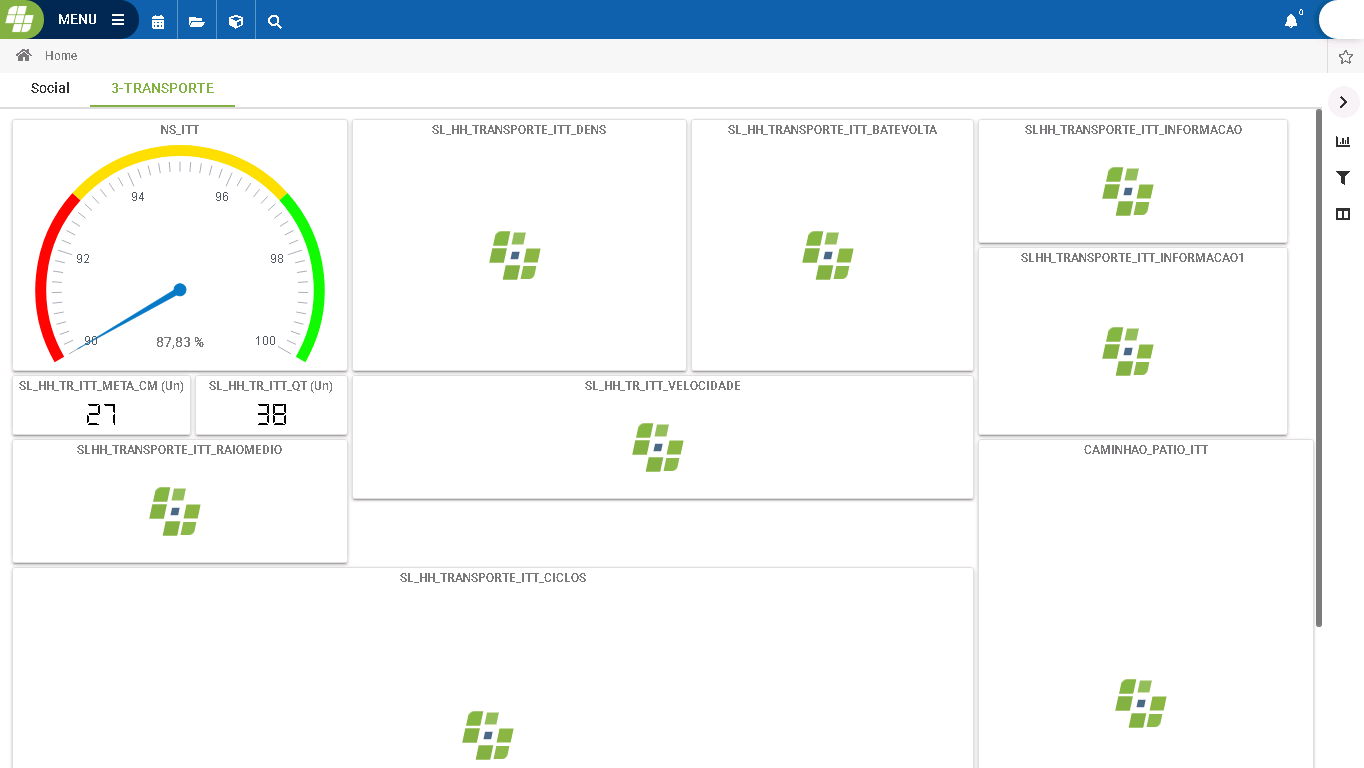 MENU
0
Home
Social
3-TRANSPORTE
NS_ITT
90
92
94
96
98
100
87,83 %
SL_HH_TRANSPORTE_ITT_DENS
SL_HH_TRANSPORTE_ITT_BATEVOLTA
SLHH_TRANSPORTE_ITT_INFORMACAO
SLHH_TRANSPORTE_ITT_INFORMACAO1
SL_HH_TR_ITT_META_CM (Un)
27
SL_HH_TR_ITT_QT (Un)
38
SL_HH_TR_ITT_VELOCIDADE
SLHH_TRANSPORTE_ITT_RAIOMEDIO
CAMINHAO_PATIO_ITT
SL_HH_TRANSPORTE_ITT_CICLOS